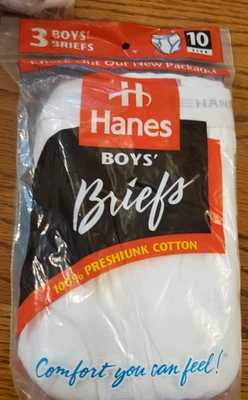 3 BOYS' BRIEFS
10
SIZE
Check Out Our New Package!
H
HANE
Hanes
BOYS'
Briefs
100% PRESHRUNK COTTON
Comfort you can feel!